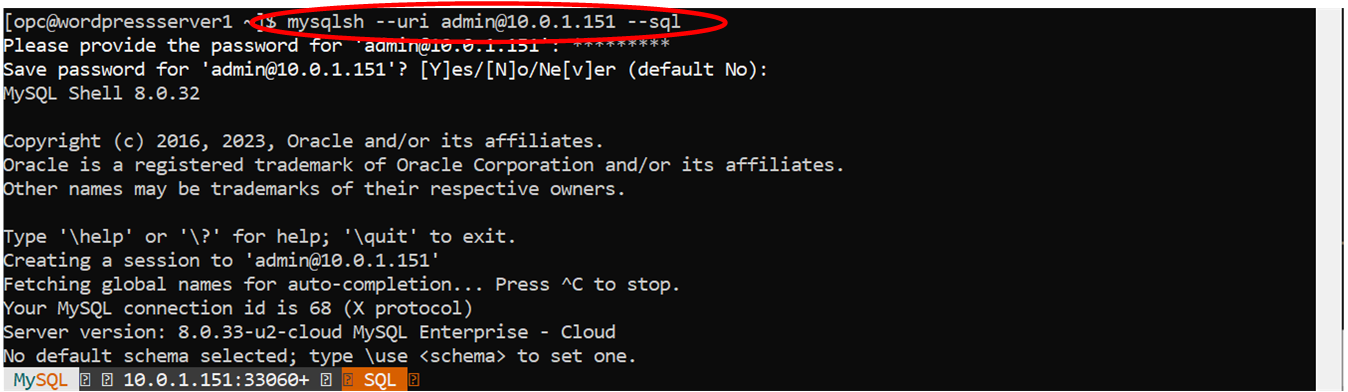 [opc@wordpressserver1 ~]$ mysqlsh --uri admin@10.0.1.151 --sql
Please provide the password for 'admin@10.0.1.151': *********
Save password for 'admin@10.0.1.151'? [Y]es/[N]o/Ne[v]er (default No):
MySQL Shell 8.0.32
Copyright (c) 2016, 2023, Oracle and/or its affiliates.
Oracle is a registered trademark of Oracle Corporation and/or its affiliates.
Other names may be trademarks of their respective owners.
Type '\help' or '\?' for help; '\quit' to exit.
Creating a session to 'admin@10.0.1.151'
Fetching global names for auto-completion... Press ^C to stop.
Your MySQL connection id is 68 (X protocol)
Server version: 8.0.33-u2-cloud MySQL Enterprise - Cloud
No default schema selected; type \use <schema> to set one.
MySQL 10.0.1.151:33060+ SQL